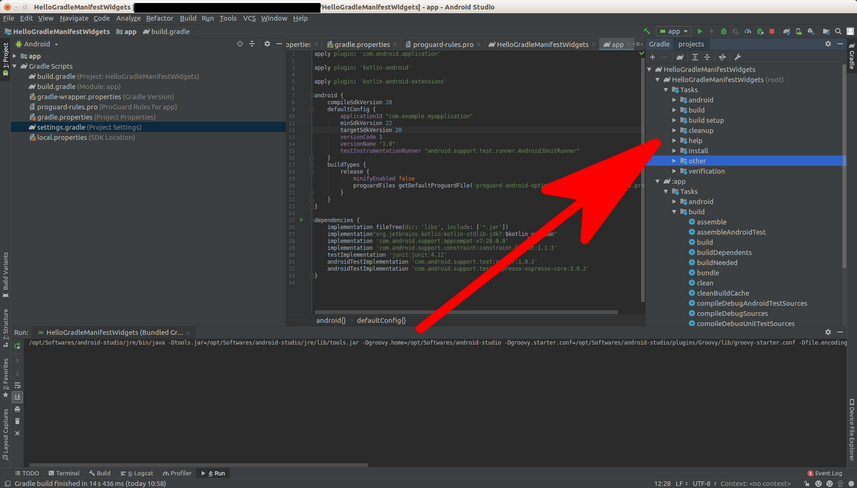 HelloGradleManifestWidgets [
/HelloGradleManifestWidgets] - app - Android Studio
File Edit View Navigate Code Analyze Refactor Build Run Tools VCS Window Help
HelloGradleManifestWidgets app build.gradle
app
Android
operties gradle.properties proguard-rules.pro HelloGradleManifestWidgets app
Gradle projects
1: Project
Build Variants
7: Structure
2: Favorites
Layout Captures
app
Gradle Scripts
build.gradle (Project: HelloGradleManifestWidgets)
build.gradle (Module: app)
gradle-wrapper.properties (Gradle Version)
proguard-rules.pro (ProGuard Rules for app)
gradle.properties (Project Properties)
settings.gradle (Project Settings)
local.properties (SDK Location)
apply plugin: 'com.android.application'
apply plugin: 'kotlin-android'
apply plugin: 'kotlin-android-extensions'
android {
compileSdkVersion 28
defaultConfig {
applicationId "com.example.myapplication"
minSdkVersion 22
targetSdkVersion 28
versionCode 1
versionName "1.0"
testInstrumentationRunner "android.support.test.runner.AndroidJUnitRunner"
}
buildTypes {
release {
minifyEnabled false
proguardFiles getDefaultProguardFile('proguard-android-opt
}
}
}
dependencies {
implementation fileTree(dir: 'libs', include: ['*.jar'])
implementation"org.jetbrains.kotlin:kotlin-stdlib-jdk7:$kotlin
implementation 'com.android.support:appcompat-v7:28.0.0'
implementation 'com.android.support.constraint:constraint :1.1.3'
testImplementation 'junit:junit:4.12'
androidTestImplementation 'com.android.support.test: :1.0.2'
androidTestImplementation 'com.android.support.test espresso:espresso-core:3.0.2'
}
android{} defaultConfig{}
HelloGradleManifestWidgets
HelloGradleManifestWidgets (root)
Tasks
android
build
build setup
cleanup
help
install
other
verification
:app
Tasks
android
build
assemble
assembleAndroidTest
build
buildDependents
buildNeeded
bundle
clean
cleanBuildCache
compileDebugAndroidTestSources
compileDebugSources
compileDebugUnitTestSources
Gradle
Device File Explorer
Run: HelloGradleManifestWidgets (Bundled Gr...
/opt/Softwares/android-studio/jre/bin/java -Dtools.jar=/opt/Softwares/android-studio/jre/lib/tools.jar -Dgroovy.home=/opt/Softwares/android-studio -Dgroovy.starter.conf=/opt/Softwares/android-studio/plugins/Groovy/lib/groovy-starter.conf -Dfile.encoding
TODO Terminal Build 6: Logcat Profiler 4: Run Event Log
Gradle build finished in 14 s 436 ms (today 10:58) 12:28 LF UTF-8 Context: <no context>